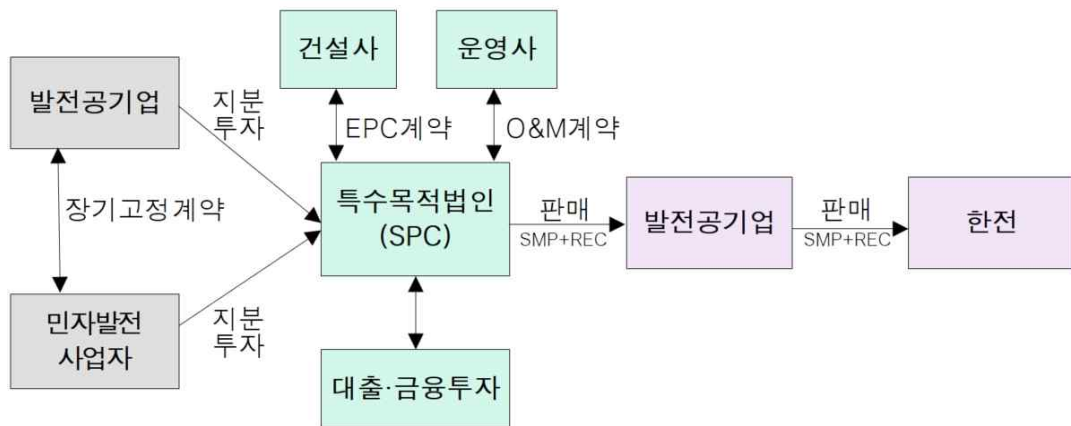 건설사
운영사
발전공기업
지분
투자
EPC계약
O&M계약
장기고정계약
특수목적법인
(SPC)
판매
SMP+REC
발전공기업
판매
SMP+REC
한전
민자발전
사업자
지분
투자
대출·금융투자